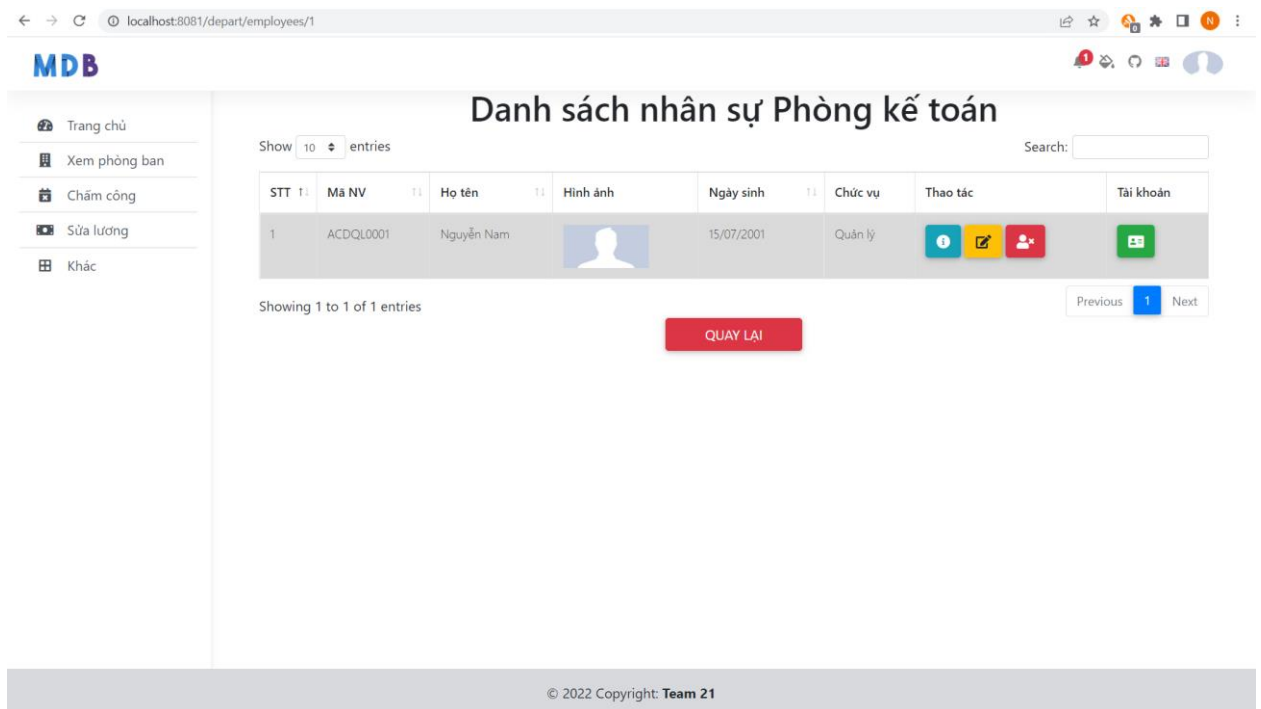 localhost:8081/depart/employees/1
N
0
MDB
1
Danh sách nhân sự Phòng kế toán
Trang chủ
Xem phòng ban
Chấm công
Sửa lương
Khác
Show 10 entries
Search:
STT Mã NV Họ tên Hình ảnh Ngày sinh Chức vụ Thao tác Tài khoản
1 ACDQL0001 Nguyễn Nam 15/07/2001 Quản lý
Showing 1 to 1 of 1 entries
Previous 1 Next
QUAY LẠI
© 2022 Copyright: Team 21